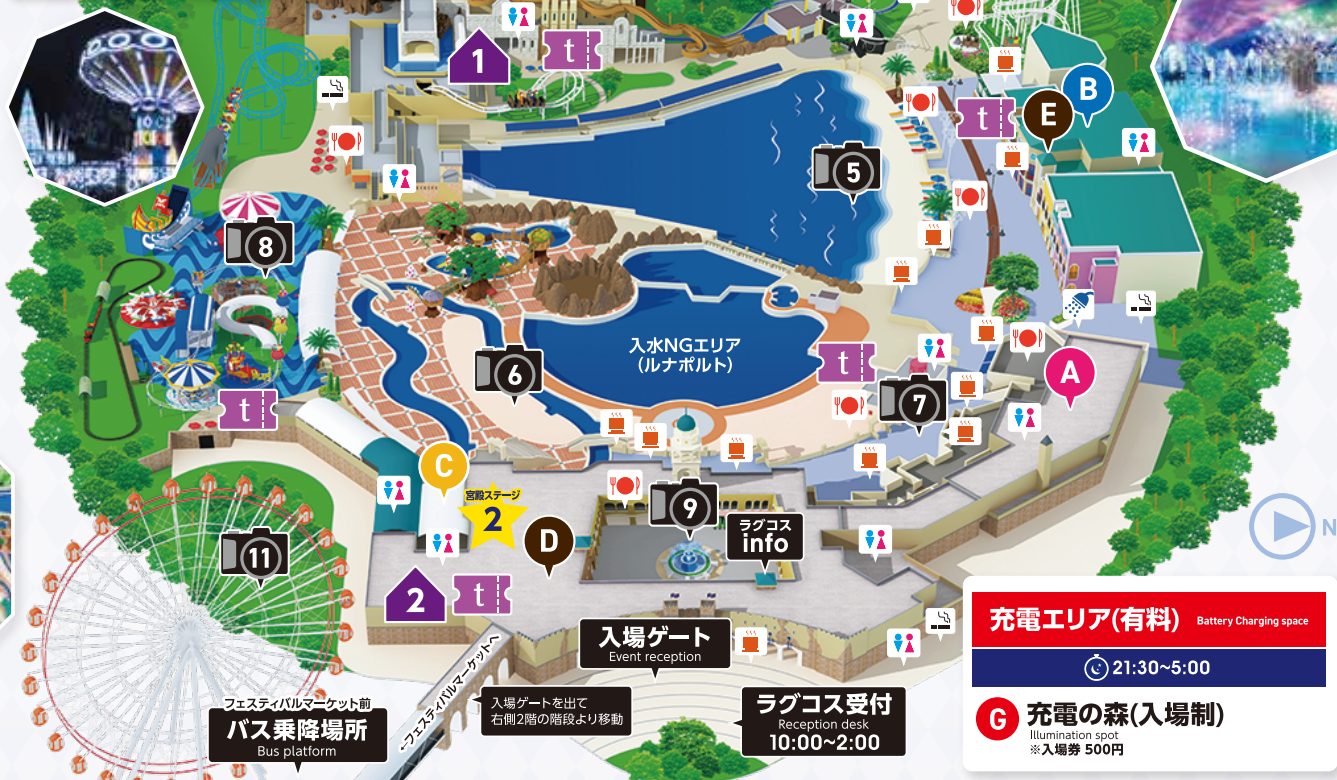 1
t
5
t
E
B
8
入水NGエリア
(ルナポルト)
6
t
7
A
t
C
宮殿ステージ
2
9
ラグコス
info
D
11
2
t
N
入場ゲート
Event reception
←フェスティバルマーケットへ
入場ゲートを出て
右側2階の階段より移動
フェスティバルマーケット前
バス乗降場所
Bus platform
ラグコス受付
Reception desk
10:00~2:00
充電エリア(有料) Battery Charging space
21:30~5:00
G 充電の森(入場制)
Illumination spot
※入場券 500円